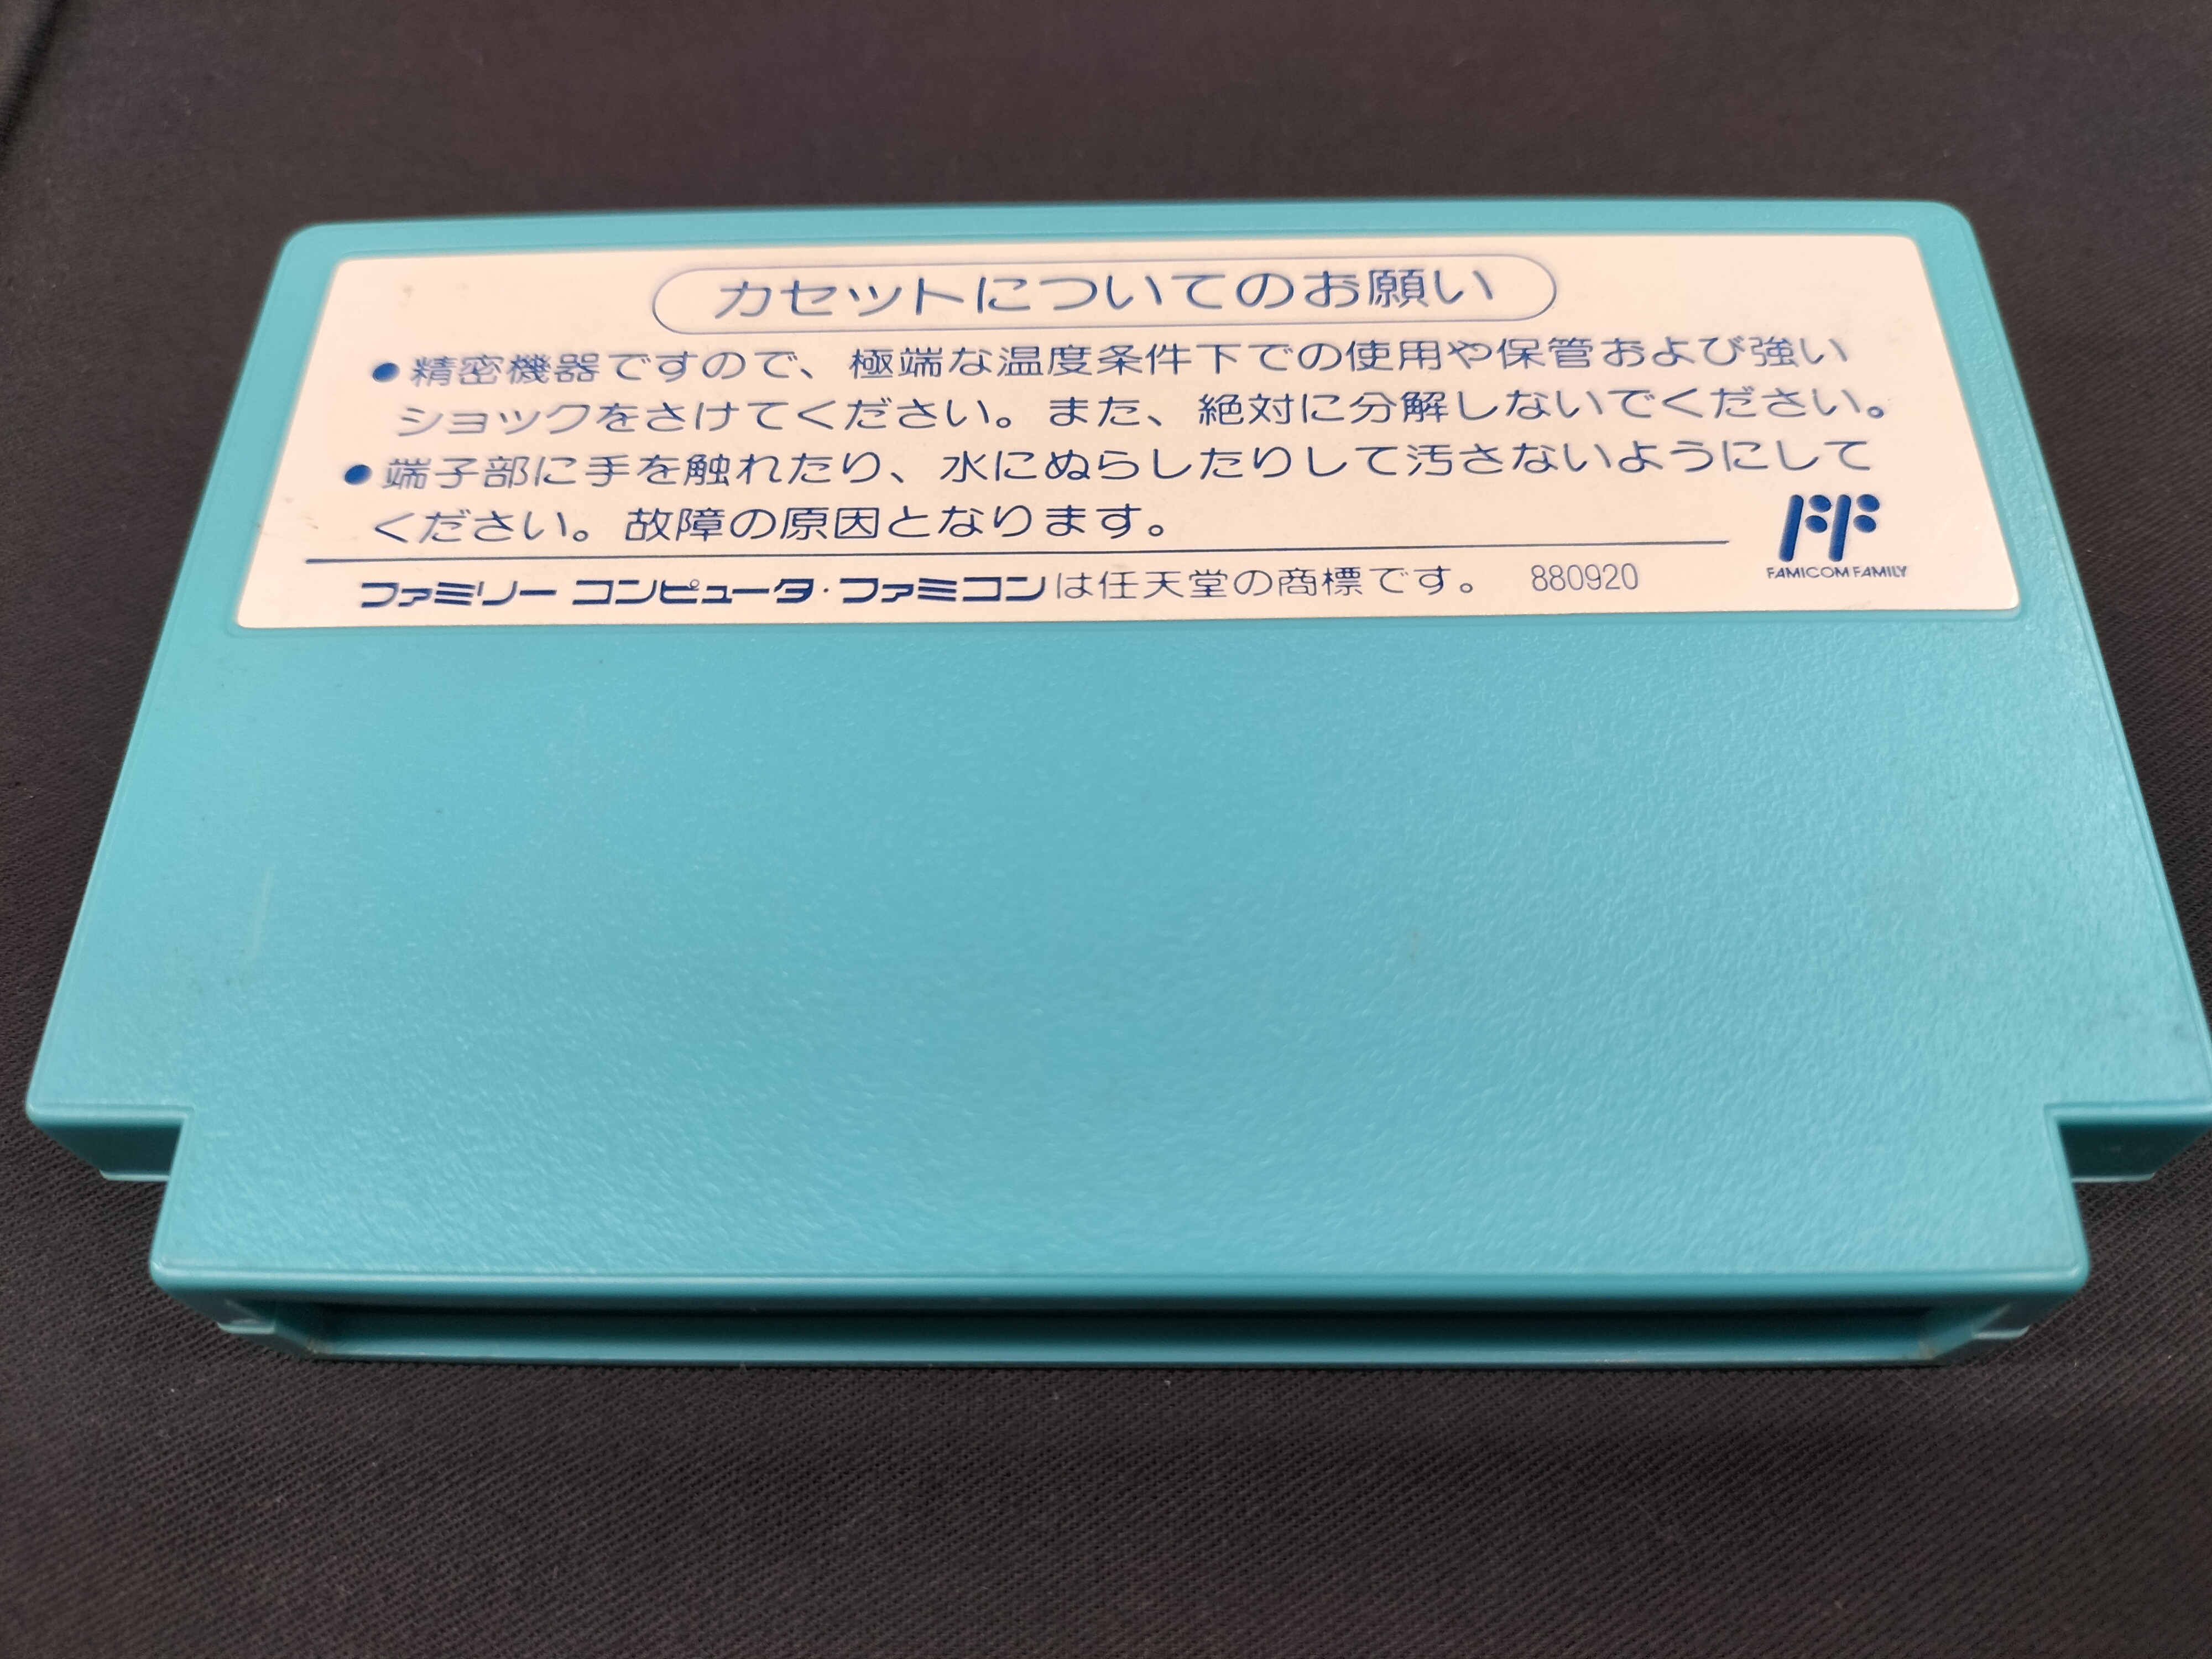 カセットについてのお願い
●精密機器ですので、極端な温度条件下での使用や保管および強い
ショックをさけてください。また、絶対に分解しないでください。
●端子部に手を触れたり、水にぬらしたりして汚さないようにして
ください。故障の原因となります。
ファミリー コンピュータ・ファミコンは任天堂の商標です。 880920
FAMICOM FAMILY